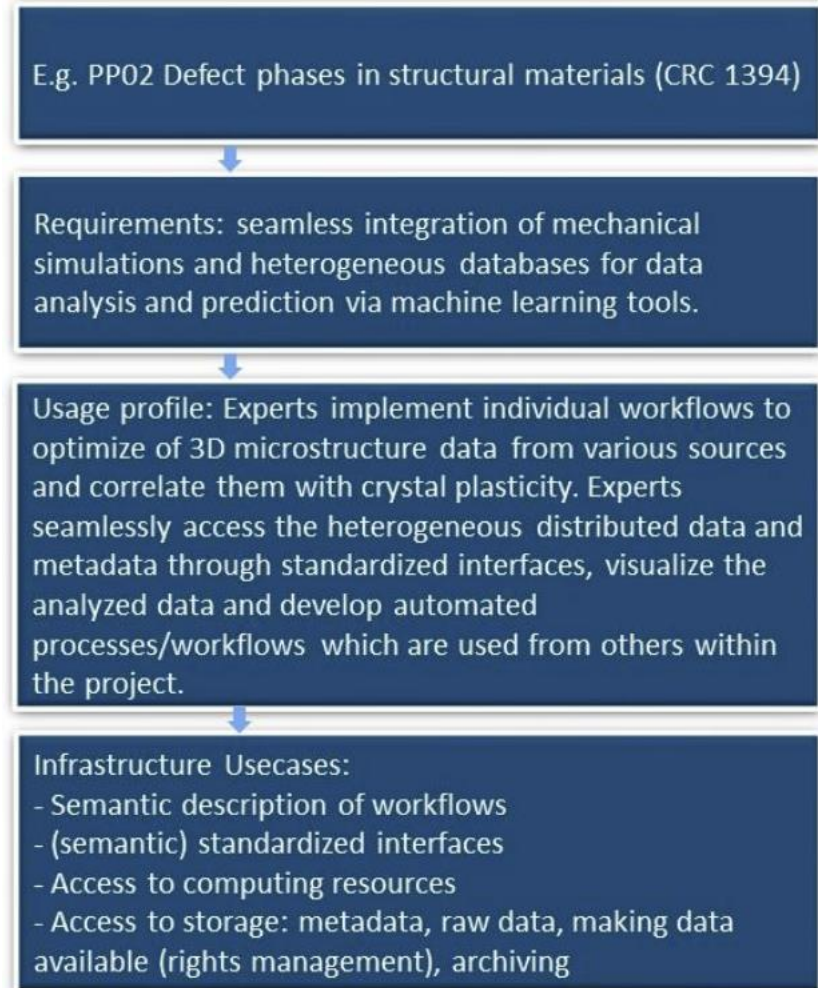 E.g. PP02 Defect phases in structural materials (CRC 1394)
Requirements: seamless integration of mechanical
simulations and heterogeneous databases for data
analysis and prediction via machine learning tools.
Usage profile: Experts implement individual workflows to
optimize of 3D microstructure data from various sources
and correlate them with crystal plasticity. Experts
seamlessly access the heterogeneous distributed data and
metadata through standardized interfaces, visualize the
analyzed data and develop automated
processes/workflows which are used from others within
the project.
Infrastructure Usecases:
- Semantic description of workflows
- (semantic) standardized interfaces
- Access to computing resources
- Access to storage: metadata, raw data, making data
available (rights management), archiving